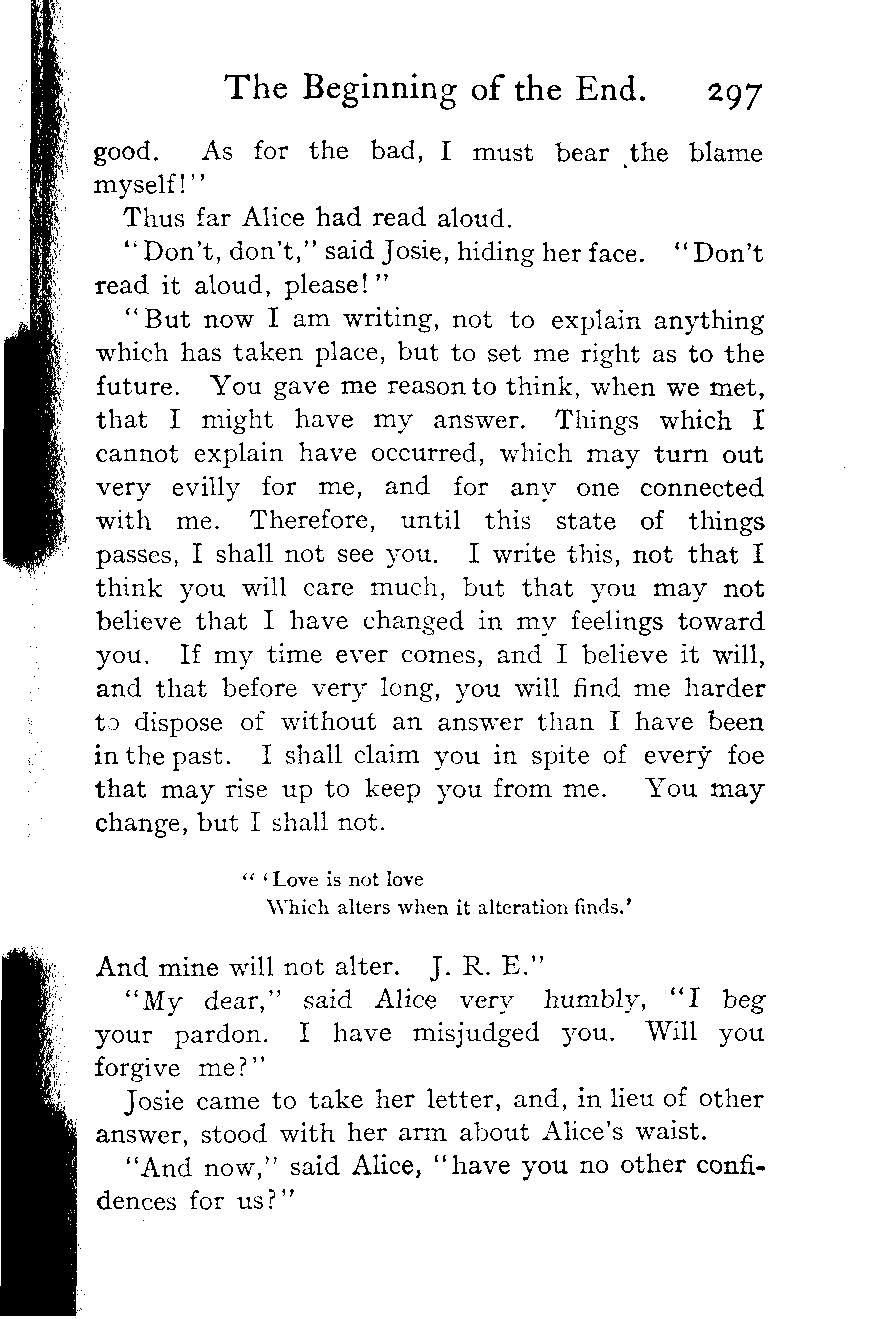 The Beginning of the End. 297
good. As for the bad, I must bear the blame
myself!"
Thus far Alice had read aloud.
"Don't, don't," said Josie, hiding her face. "Don't
read it aloud, please!"
"But now I am writing, not to explain anything
which has taken place, but to set me right as to the
future. You gave me reason to think, when we met,
that I might have my answer. Things which I
cannot explain have occurred, which may turn out
very evilly for me, and for any one connected
with me. Therefore, until this state of things
passes, I shall not see you. I write this, not that I
think you will care much, but that you may not
believe that I have changed in my feelings toward
you. If my time ever comes, and I believe it will,
and that before very long, you will find me harder
to dispose of without an answer than I have been
in the past. I shall claim you in spite of every foe
that may rise up to keep you from me. You may
change, but I shall not.
"'Love is not love
Which alters when it alteration finds.'
And mine will not alter. J. R. E."
"My dear," said Alice very humbly, "I beg
your pardon. I have misjudged you. Will you
forgive me?"
Josie came to take her letter, and, in lieu of other
answer, stood with her arm about Alice's waist.
"And now," said Alice, "have you no other confi-
dences for us?"